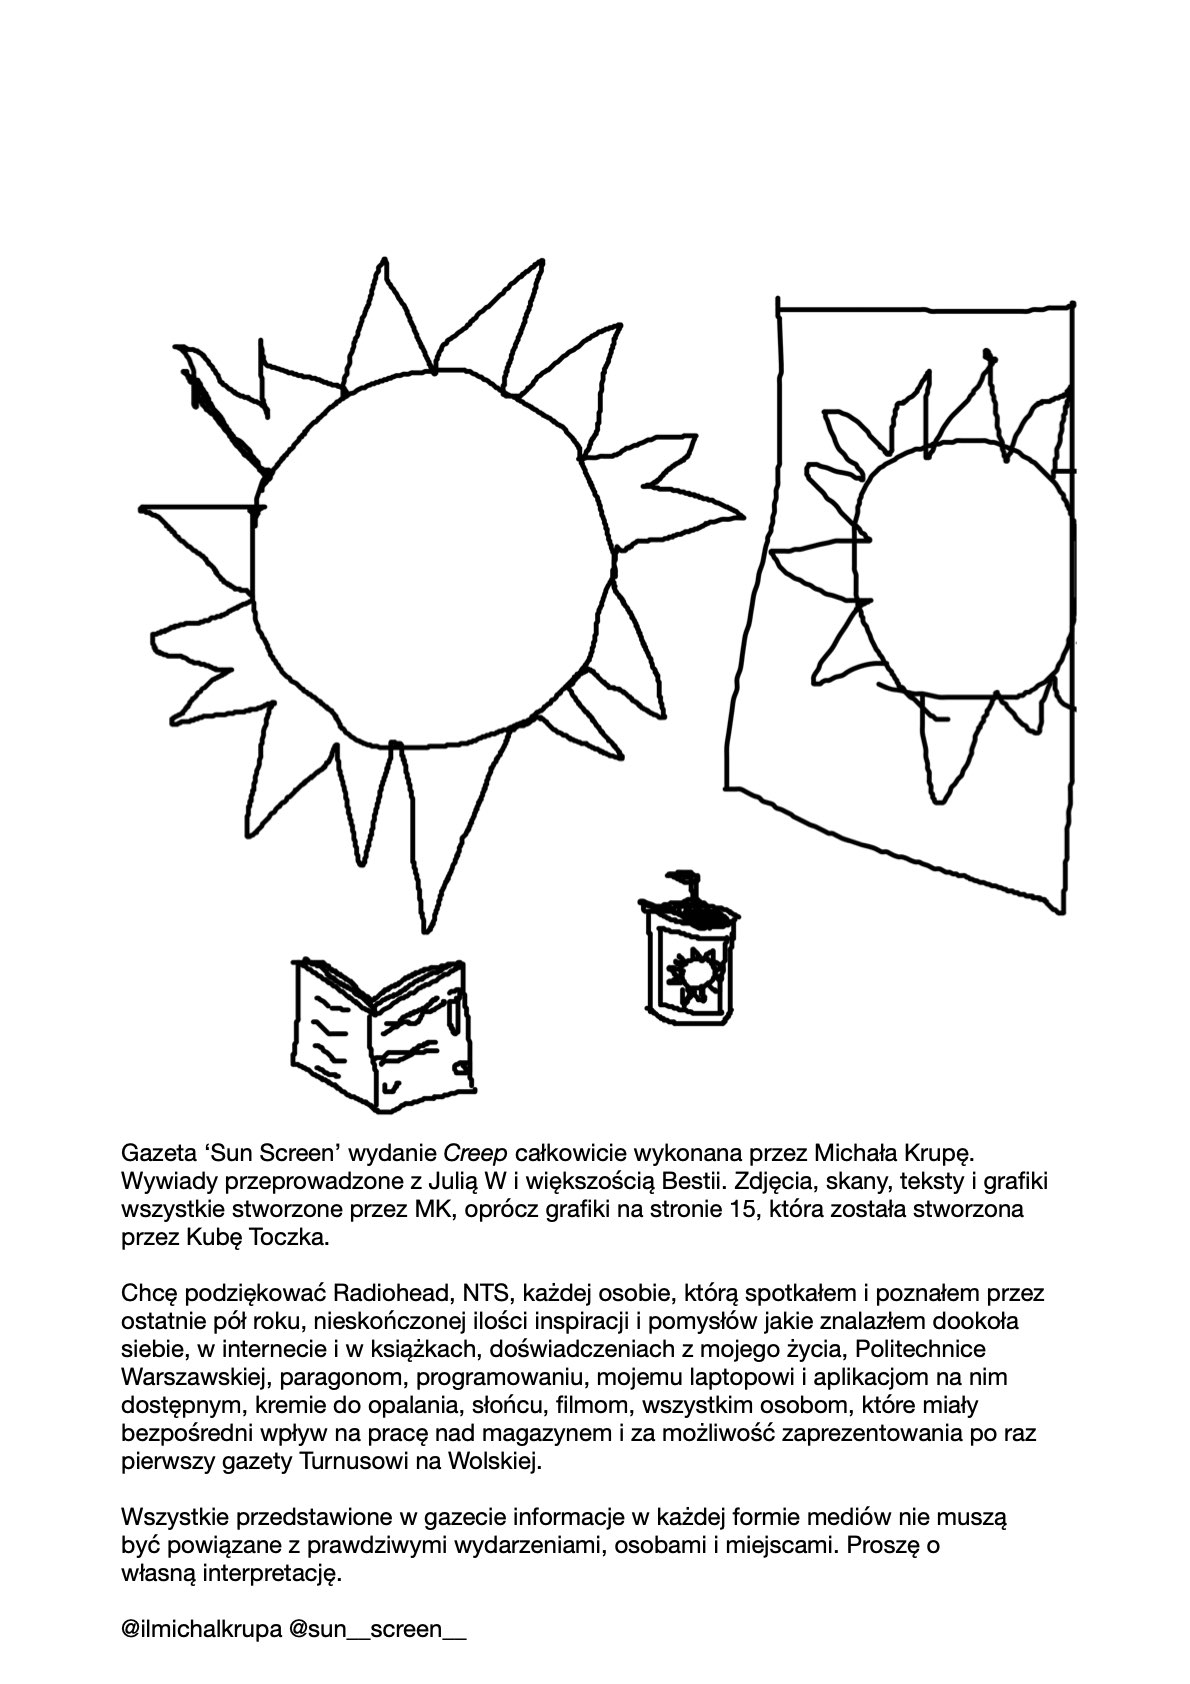 Gazeta ‘Sun Screen’ wydanie Creep całkowicie wykonana przez Michała Krupę.
Wywiady przeprowadzone z Julią W i większością Bestii. Zdjęcia, skany, teksty i grafiki
wszystkie stworzone przez MK, oprócz grafiki na stronie 15, która została stworzona
przez Kubę Toczka.
Chcę podziękować Radiohead, NTS, każdej osobie, którą spotkałem i poznałem przez
ostatnie pół roku, nieskończonej ilości inspiracji i pomysłów jakie znalazłem dookoła
siebie, w internecie i w książkach, doświadczeniach z mojego życia, Politechnice
Warszawskiej, paragonom, programowaniu, mojemu laptopowi i aplikacjom na nim
dostępnym, kremie do opalania, słońcu, filmom, wszystkim osobom, które miały
bezpośredni wpływ na pracę nad magazynem i za możliwość zaprezentowania po raz
pierwszy gazety Turnusowi na Wolskiej.
Wszystkie przedstawione w gazecie informacje w każdej formie mediów nie muszą
być powiązane z prawdziwymi wydarzeniami, osobami i miejscami. Proszę o
własną interpretację.
@ilmichalkrupa @sun__screen__